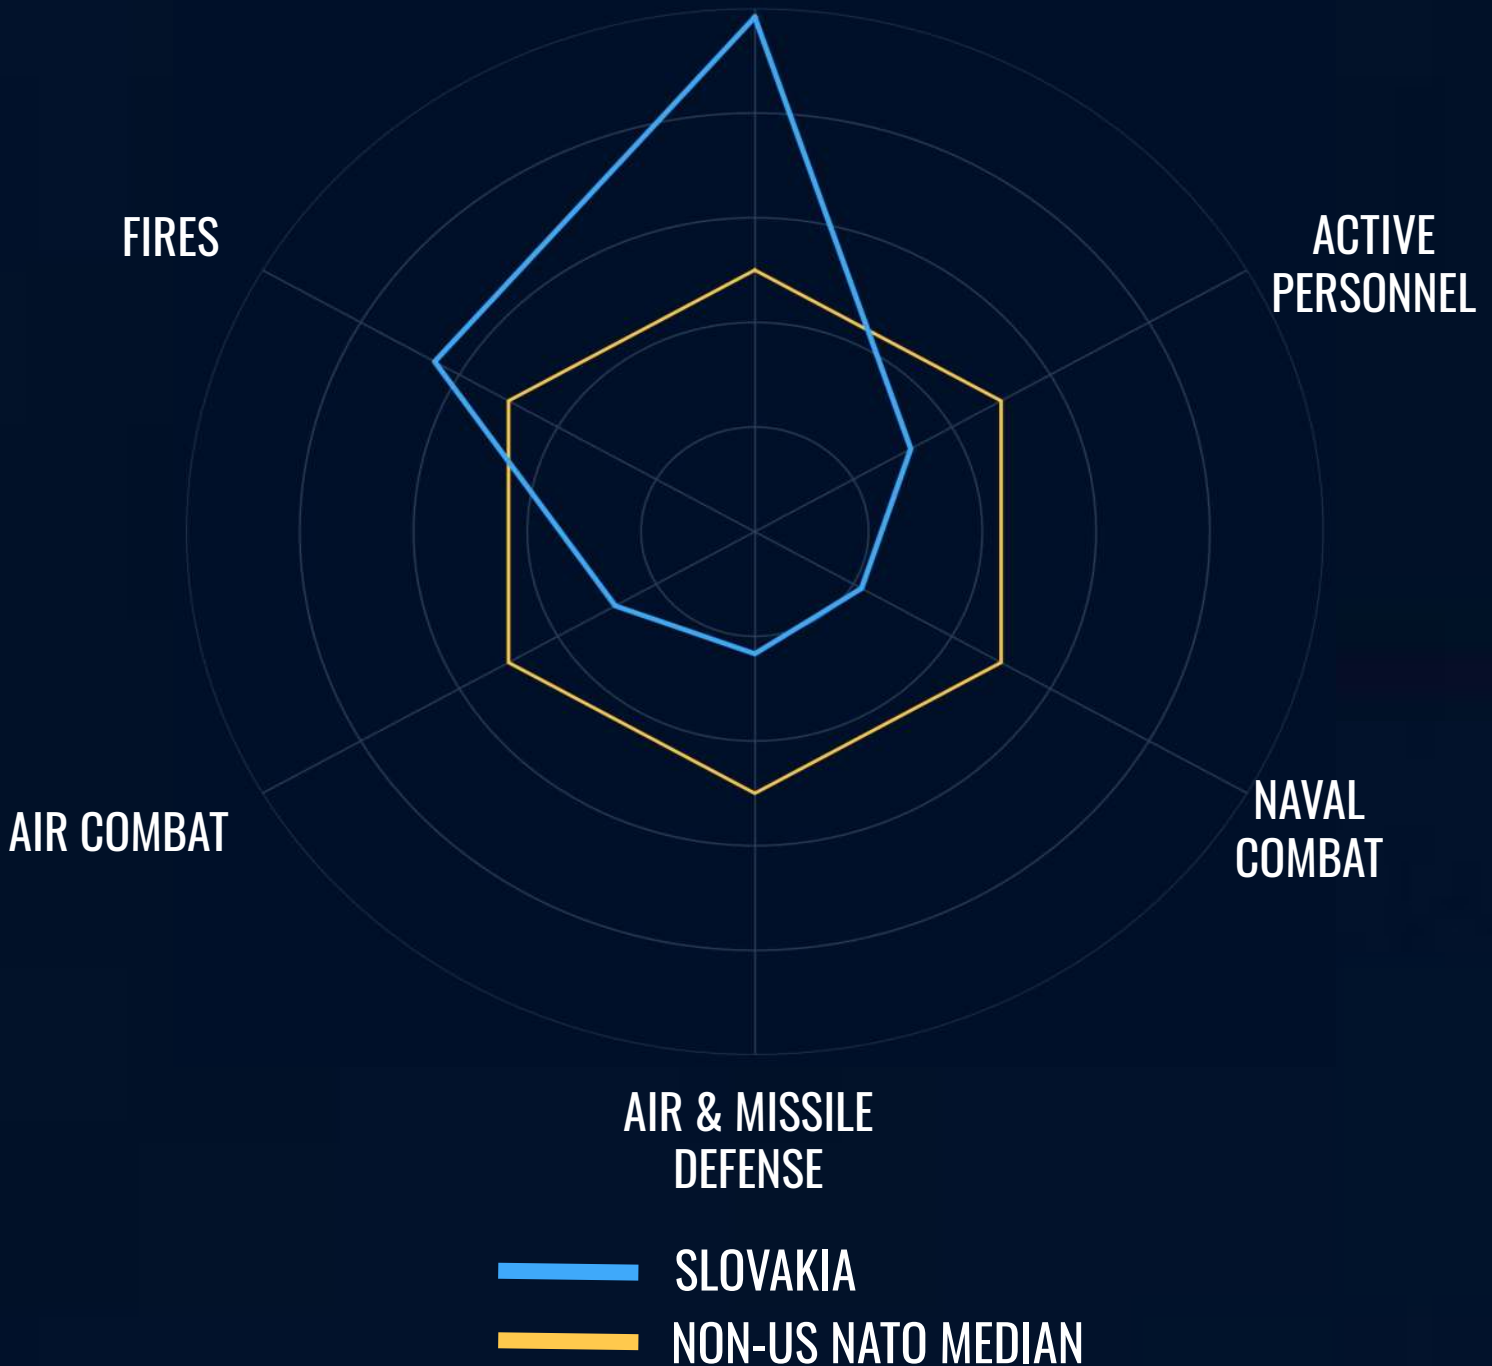 FIRES
ACTIVE
PERSONNEL
AIR COMBAT
NAVAL
COMBAT
AIR & MISSILE
DEFENSE
SLOVAKIA
NON-US NATO MEDIAN